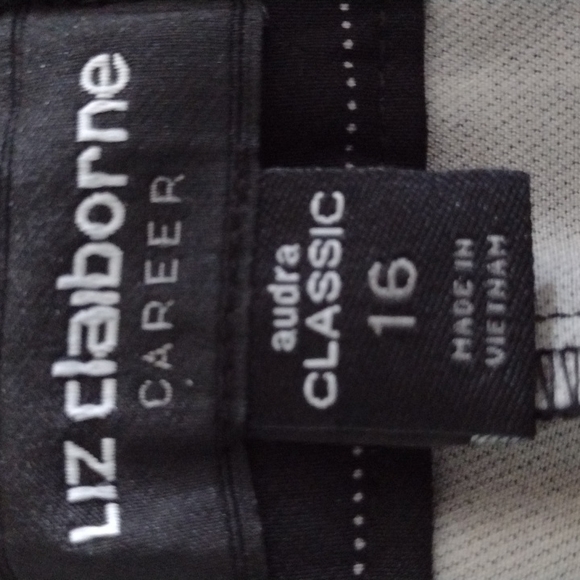 LIZ claiborne
CAREER
audra
CLASSIC
16
MADE IN
VIETNAM